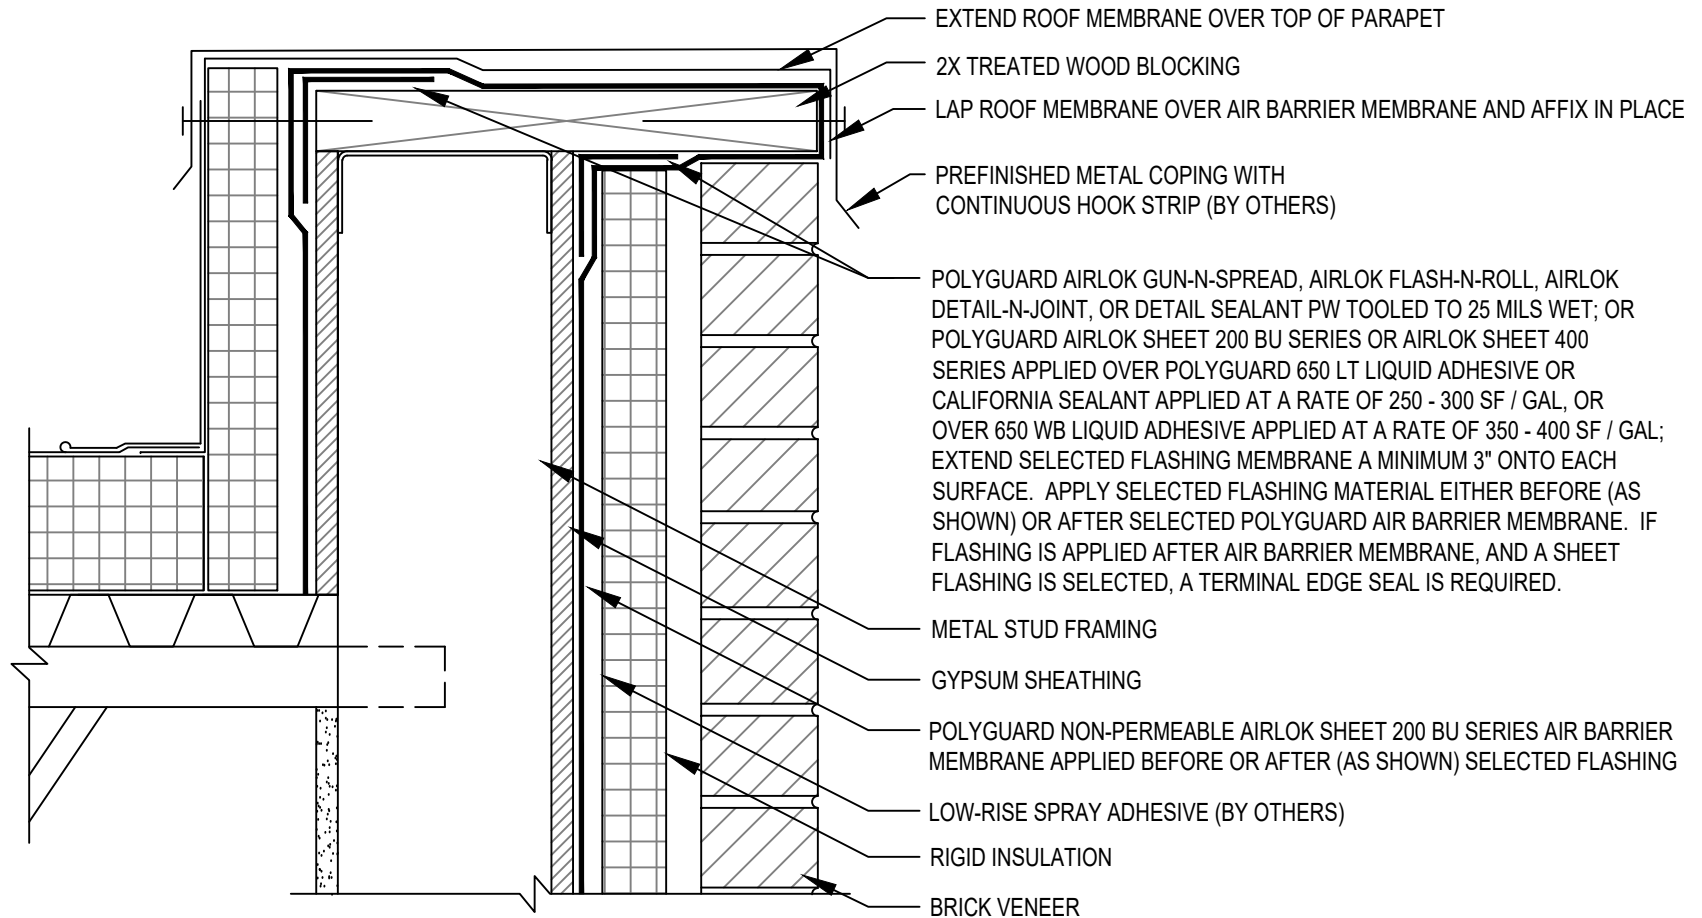 EXTEND ROOF MEMBRANE OVER TOP OF PARAPET
2X TREATED WOOD BLOCKING
LAP ROOF MEMBRANE OVER AIR BARRIER MEMBRANE AND AFFIX IN PLACE
PREFINISHED METAL COPING WITH
CONTINUOUS HOOK STRIP (BY OTHERS)
POLYGUARD AIRLOK GUN-N-SPREAD, AIRLOK FLASH-N-ROLL, AIRLOK
DETAIL-N-JOINT, OR DETAIL SEALANT PW TOOLED TO 25 MILS WET; OR
POLYGUARD AIRLOK SHEET 200 BU SERIES OR AIRLOK SHEET 400
SERIES APPLIED OVER POLYGUARD 650 LT LIQUID ADHESIVE OR
CALIFORNIA SEALANT APPLIED AT A RATE OF 250 - 300 SF / GAL, OR
OVER 650 WB LIQUID ADHESIVE APPLIED AT A RATE OF 350 - 400 SF / GAL;
EXTEND SELECTED FLASHING MEMBRANE A MINIMUM 3" ONTO EACH
SURFACE. APPLY SELECTED FLASHING MATERIAL EITHER BEFORE (AS
SHOWN) OR AFTER SELECTED POLYGUARD AIR BARRIER MEMBRANE. IF
FLASHING IS APPLIED AFTER AIR BARRIER MEMBRANE, AND A SHEET
FLASHING IS SELECTED, A TERMINAL EDGE SEAL IS REQUIRED.
METAL STUD FRAMING
GYPSUM SHEATHING
POLYGUARD NON-PERMEABLE AIRLOK SHEET 200 BU SERIES AIR BARRIER
MEMBRANE APPLIED BEFORE OR AFTER (AS SHOWN) SELECTED FLASHING
LOW-RISE SPRAY ADHESIVE (BY OTHERS)
RIGID INSULATION
BRICK VENEER